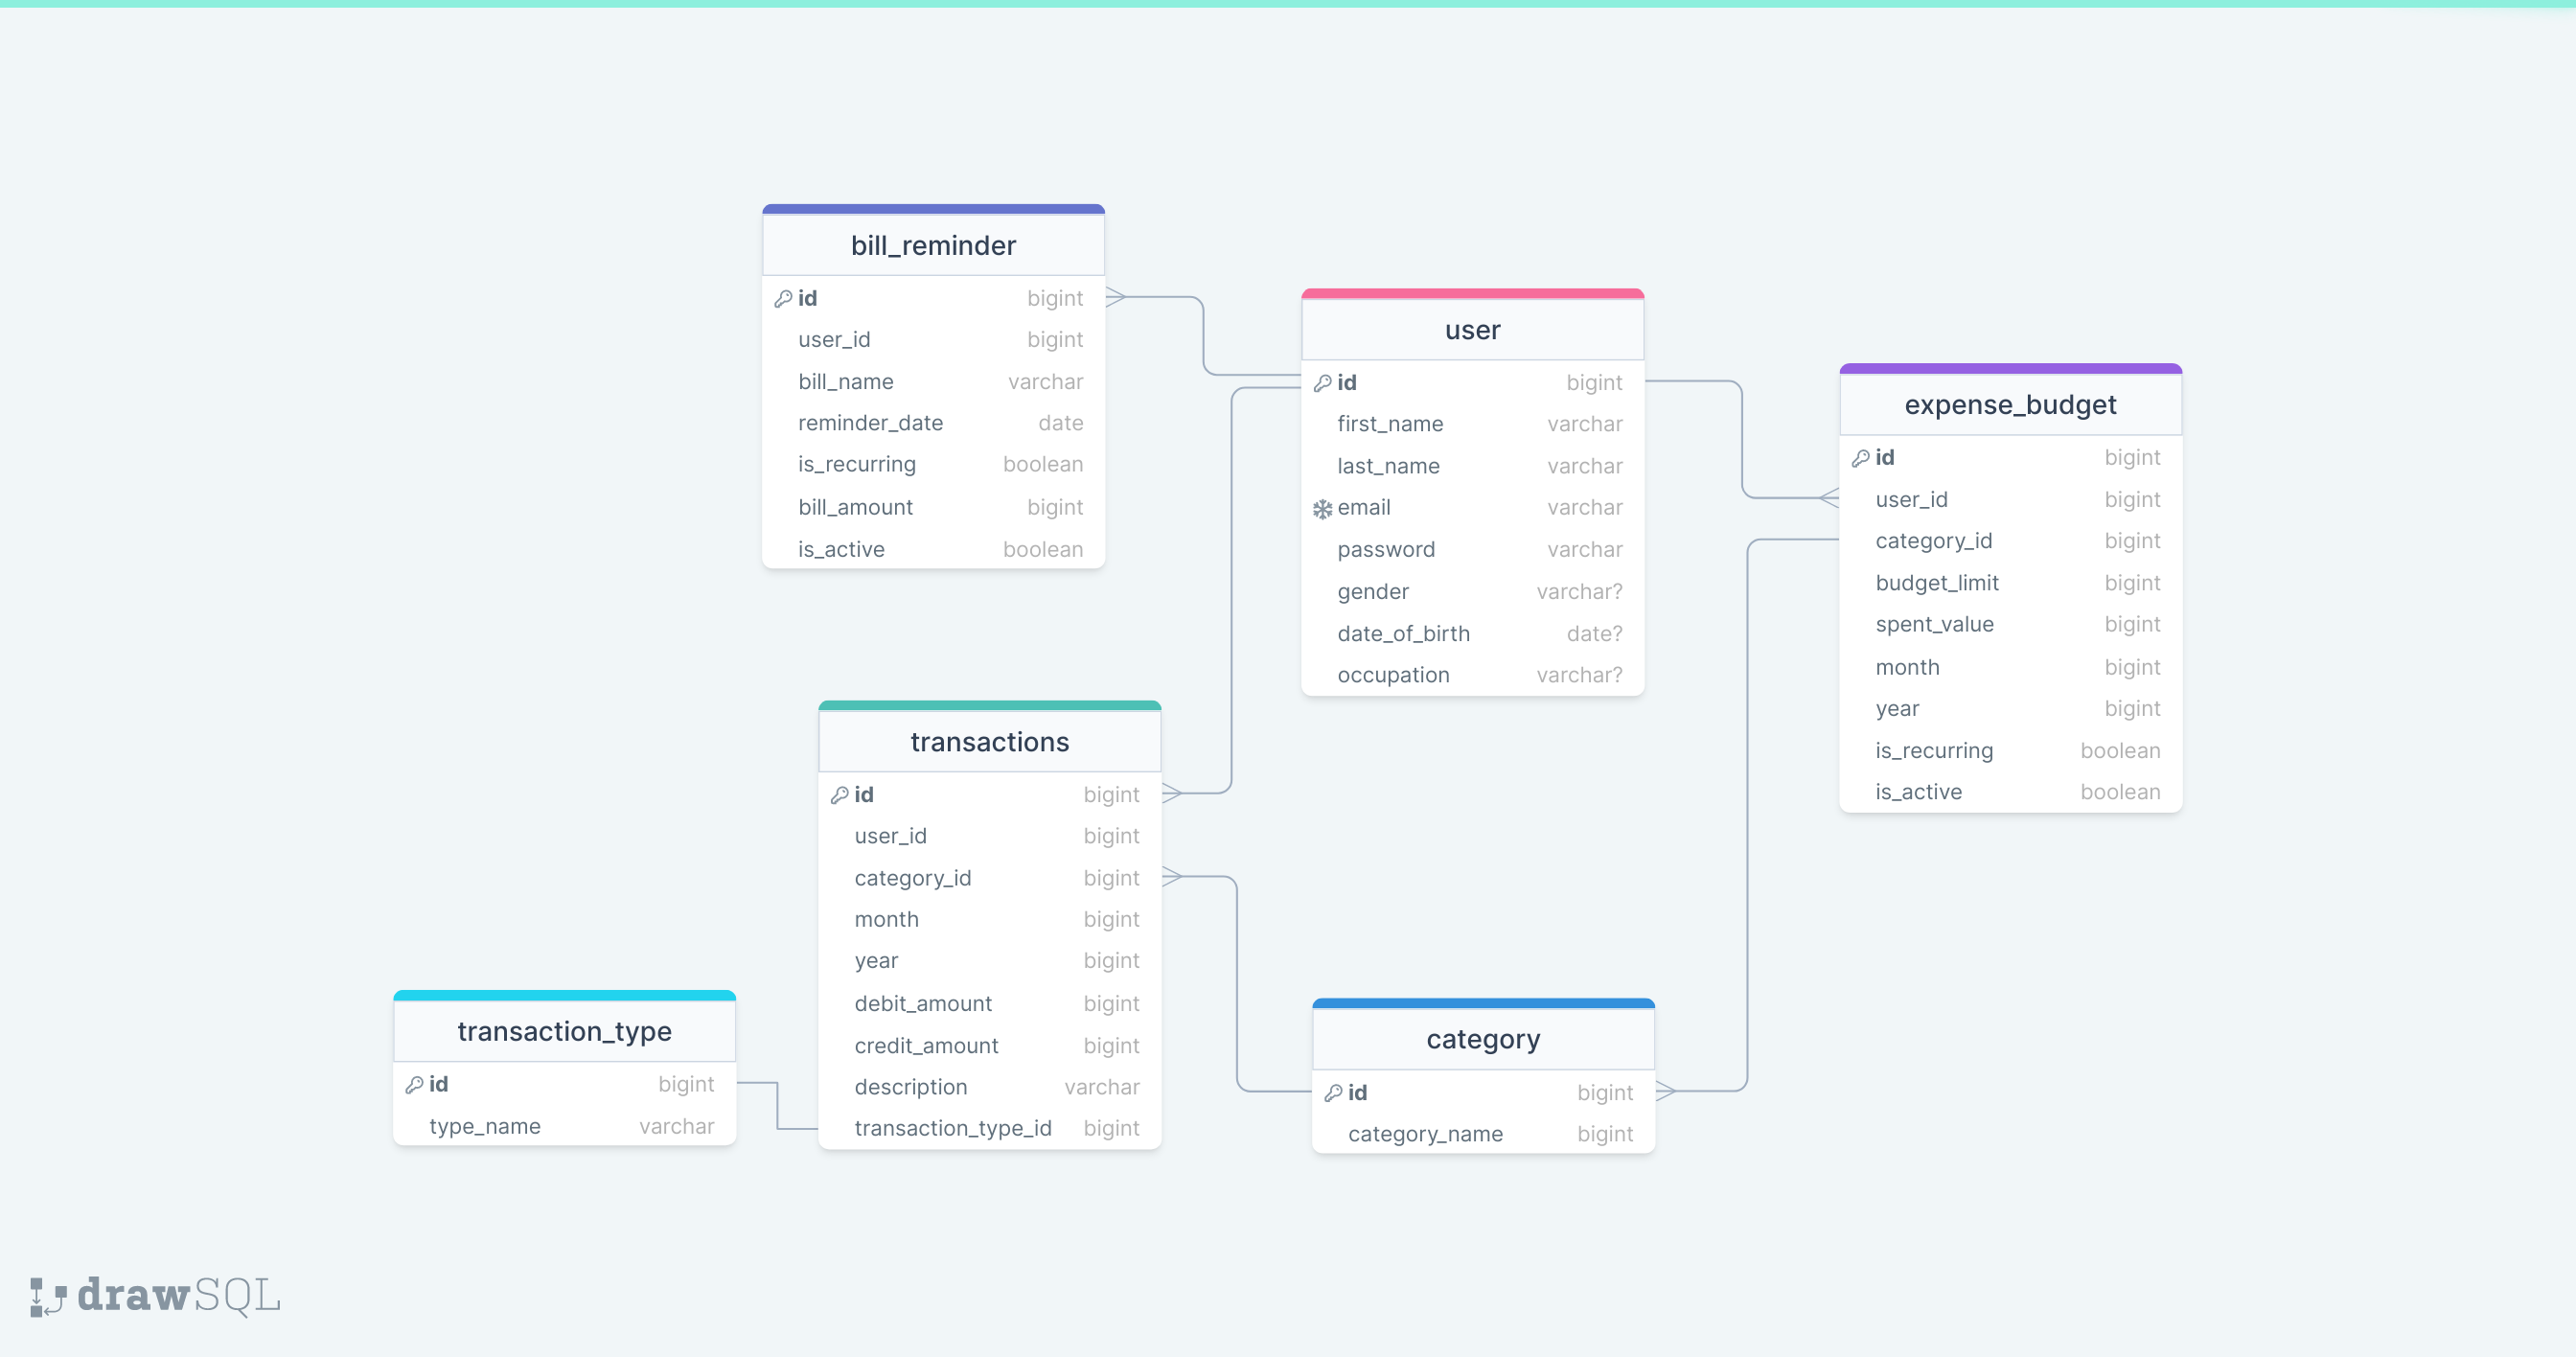 bill_reminder
id bigint
user_id bigint
bill_name varchar
reminder_date date
is_recurring boolean
bill_amount bigint
is_active boolean
user
id bigint
first_name varchar
last_name varchar
email varchar
password varchar
gender varchar?
date_of_birth date?
occupation varchar?
expense_budget
id bigint
user_id bigint
category_id bigint
budget_limit bigint
spent_value bigint
month bigint
year bigint
is_recurring boolean
is_active boolean
transactions
id bigint
user_id bigint
category_id bigint
month bigint
year bigint
debit_amount bigint
credit_amount bigint
description varchar
transaction_type_id bigint
transaction_type
id bigint
type_name varchar
category
id bigint
category_name bigint
drawSQL